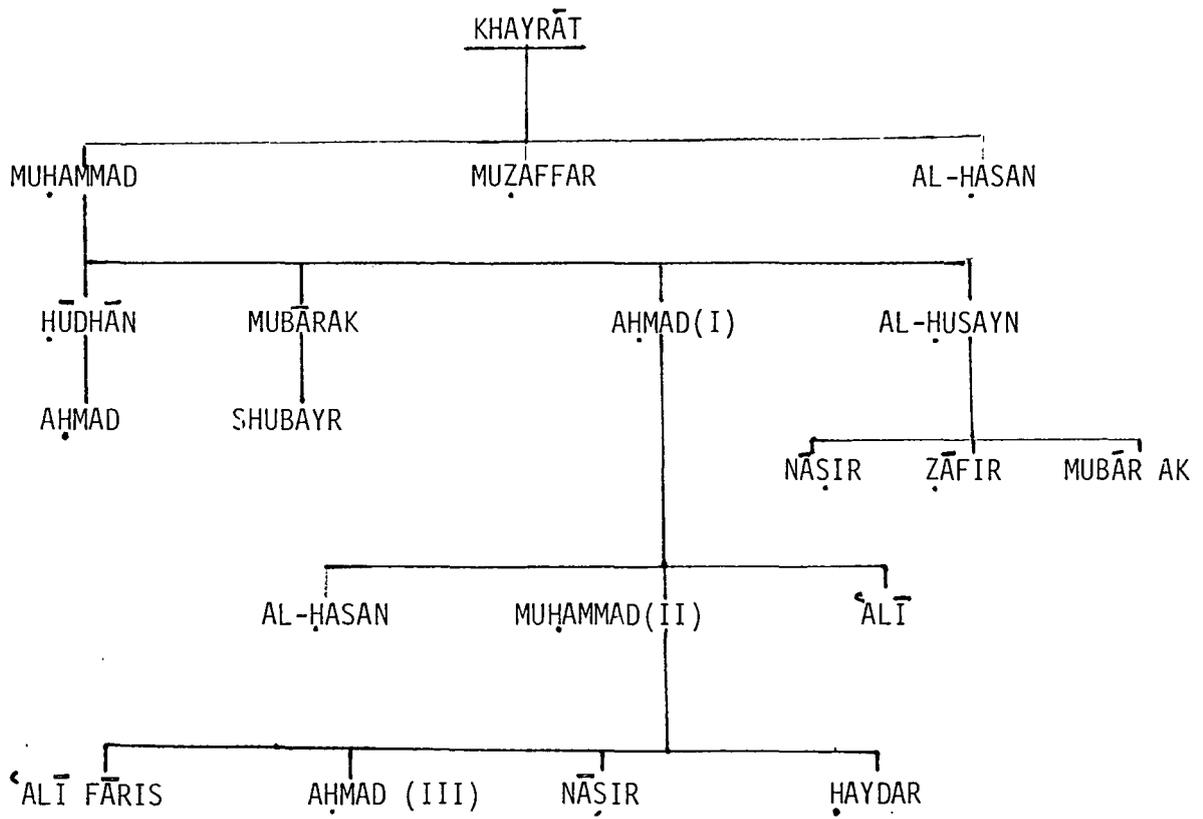 KHAYRĀT
MUḤAMMAD MUẒAFFAR AL-ḤASAN
ḤŪDHĀN MUBĀRAK AḤMAD(I) AL-ḤUSAYN
AḤMAD SHUBAYR
NĀṢIR ẒĀFIR MUBĀR AK
AL-ḤASAN MUḤAMMAD(II) ʿALĪ
ʿALĪ FĀRIS AḤMAD (III) NĀṢIR ḤAYDAR